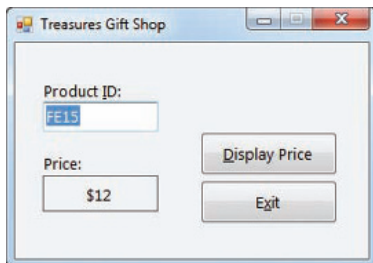 Treasures Gift Shop
Product ID:
FE15
Display Price
Price:
$12
Exit